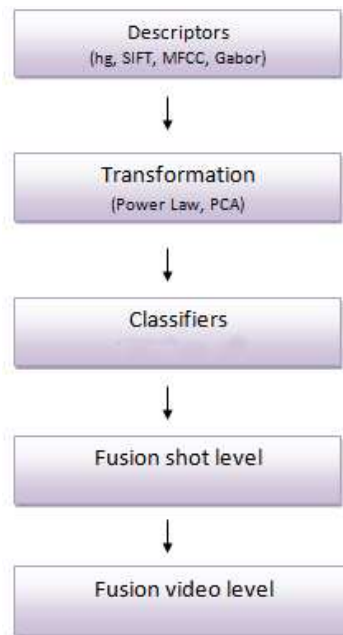 Descriptors
(hg, SIFT, MFCC, Gabor)
Transformation
(Power Law, PCA)
Classifiers
Fusion shot level
Fusion video level